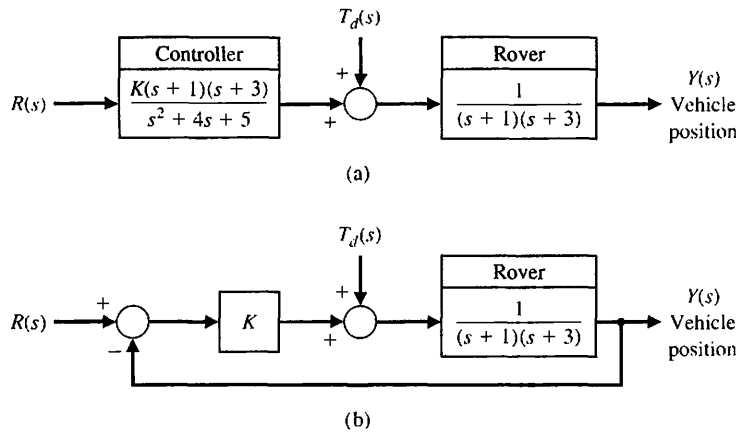 T_d(s)
Controller
Rover
R(s)
K(s + 1)(s + 3)
s^2 + 4s + 5
+
+
1
(s + 1)(s + 3)
Y(s)
Vehicle
position
(a)
T_d(s)
Rover
R(s)
+
−
K
+
+
1
(s + 1)(s + 3)
Y(s)
Vehicle
position
(b)